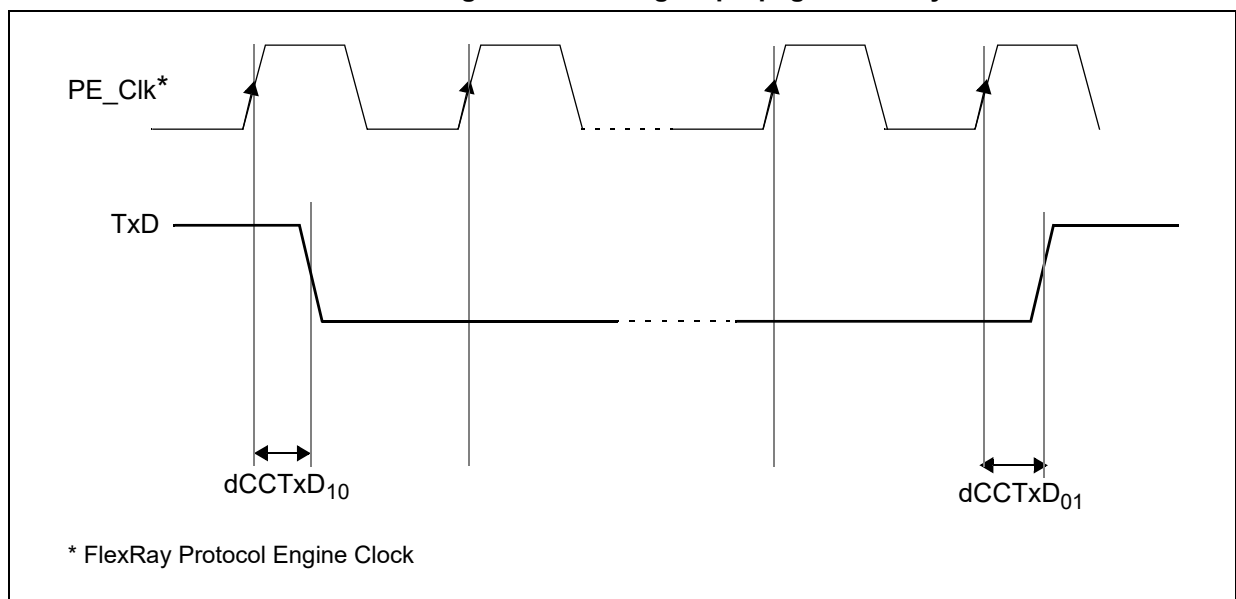 PE_Clk*
TxD
dCCTxD10
dCCTxD01
* FlexRay Protocol Engine Clock